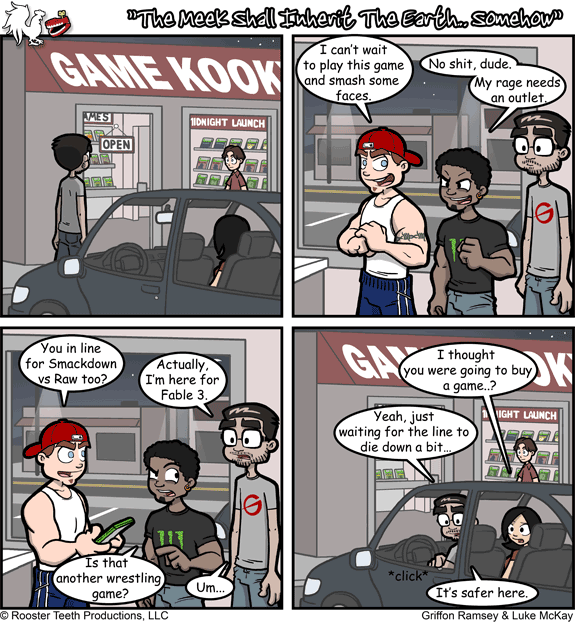 "The Meek Shall Inherit The Earth... Somehow"
GAME KOOK
AMES
OPEN
MIDNIGHT LAUNCH
I can't wait
to play this game
and smash some
faces.
No shit, dude.
My rage needs
an outlet.
You in line
for Smackdown
vs Raw too?
Actually,
I'm here for
Fable 3.
Is that
another wrestling
game?
Um...
GA
OK
IGHT LAUNCH
I thought
you were going to buy
a game..?
Yeah, just
waiting for the line to
die down a bit...
*click*
It's safer here.
© Rooster Teeth Productions, LLC
Griffon Ramsey & Luke McKay